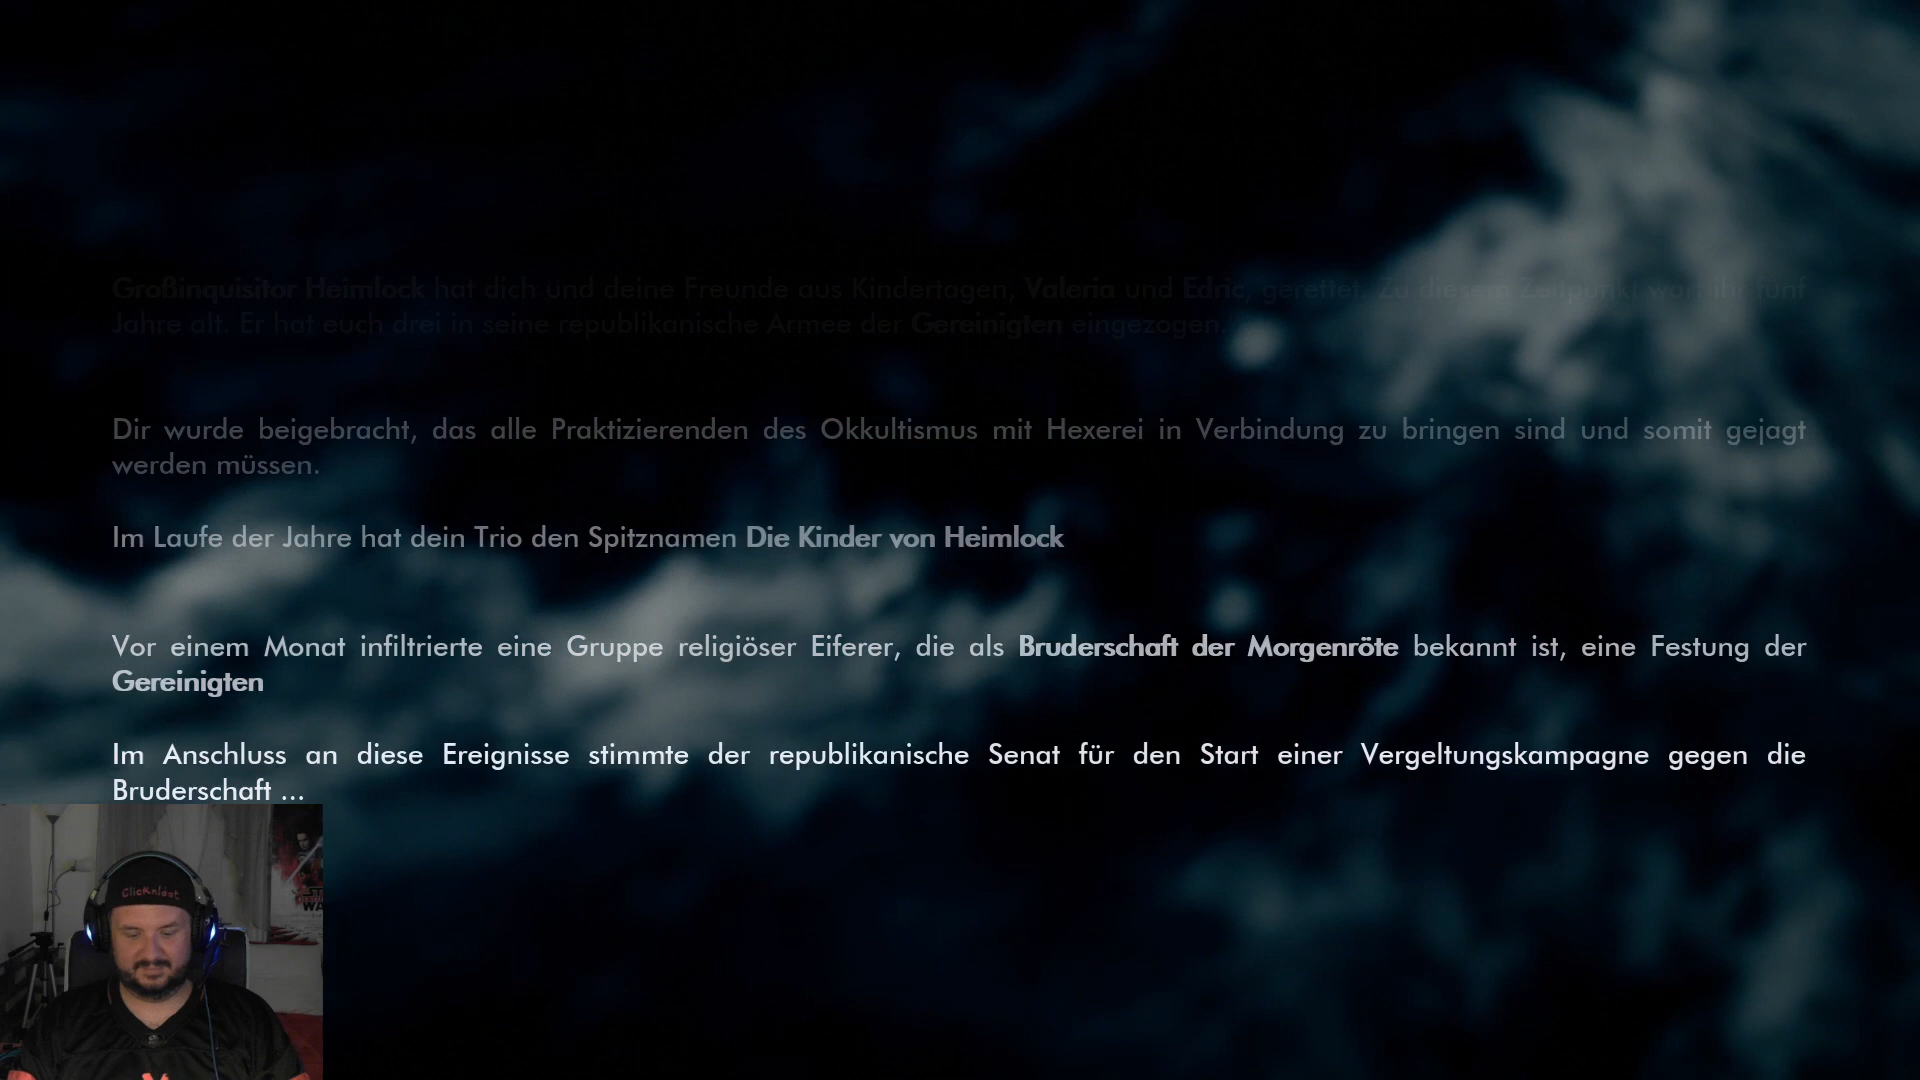 Großinquisitor Heimlock hat dich und deine Freunde aus Kindertagen, Valeria und Edric, gerettet. Zu diesem Zeitpunkt wart ihr fünf
Jahre alt. Er hat euch drei in seine republikanische Armee der Gereinigten eingezogen.
Dir wurde beigebracht, das alle Praktizierenden des Okkultismus mit Hexerei in Verbindung zu bringen sind und somit gejagt
werden müssen.
Im Laufe der Jahre hat dein Trio den Spitznamen Die Kinder von Heimlock
Vor einem Monat infiltrierte eine Gruppe religiöser Eiferer, die als Bruderschaft der Morgenröte bekannt ist, eine Festung der
Gereinigten
Im Anschluss an diese Ereignisse stimmte der republikanische Senat für den Start einer Vergeltungskampagne gegen die
Bruderschaft ...